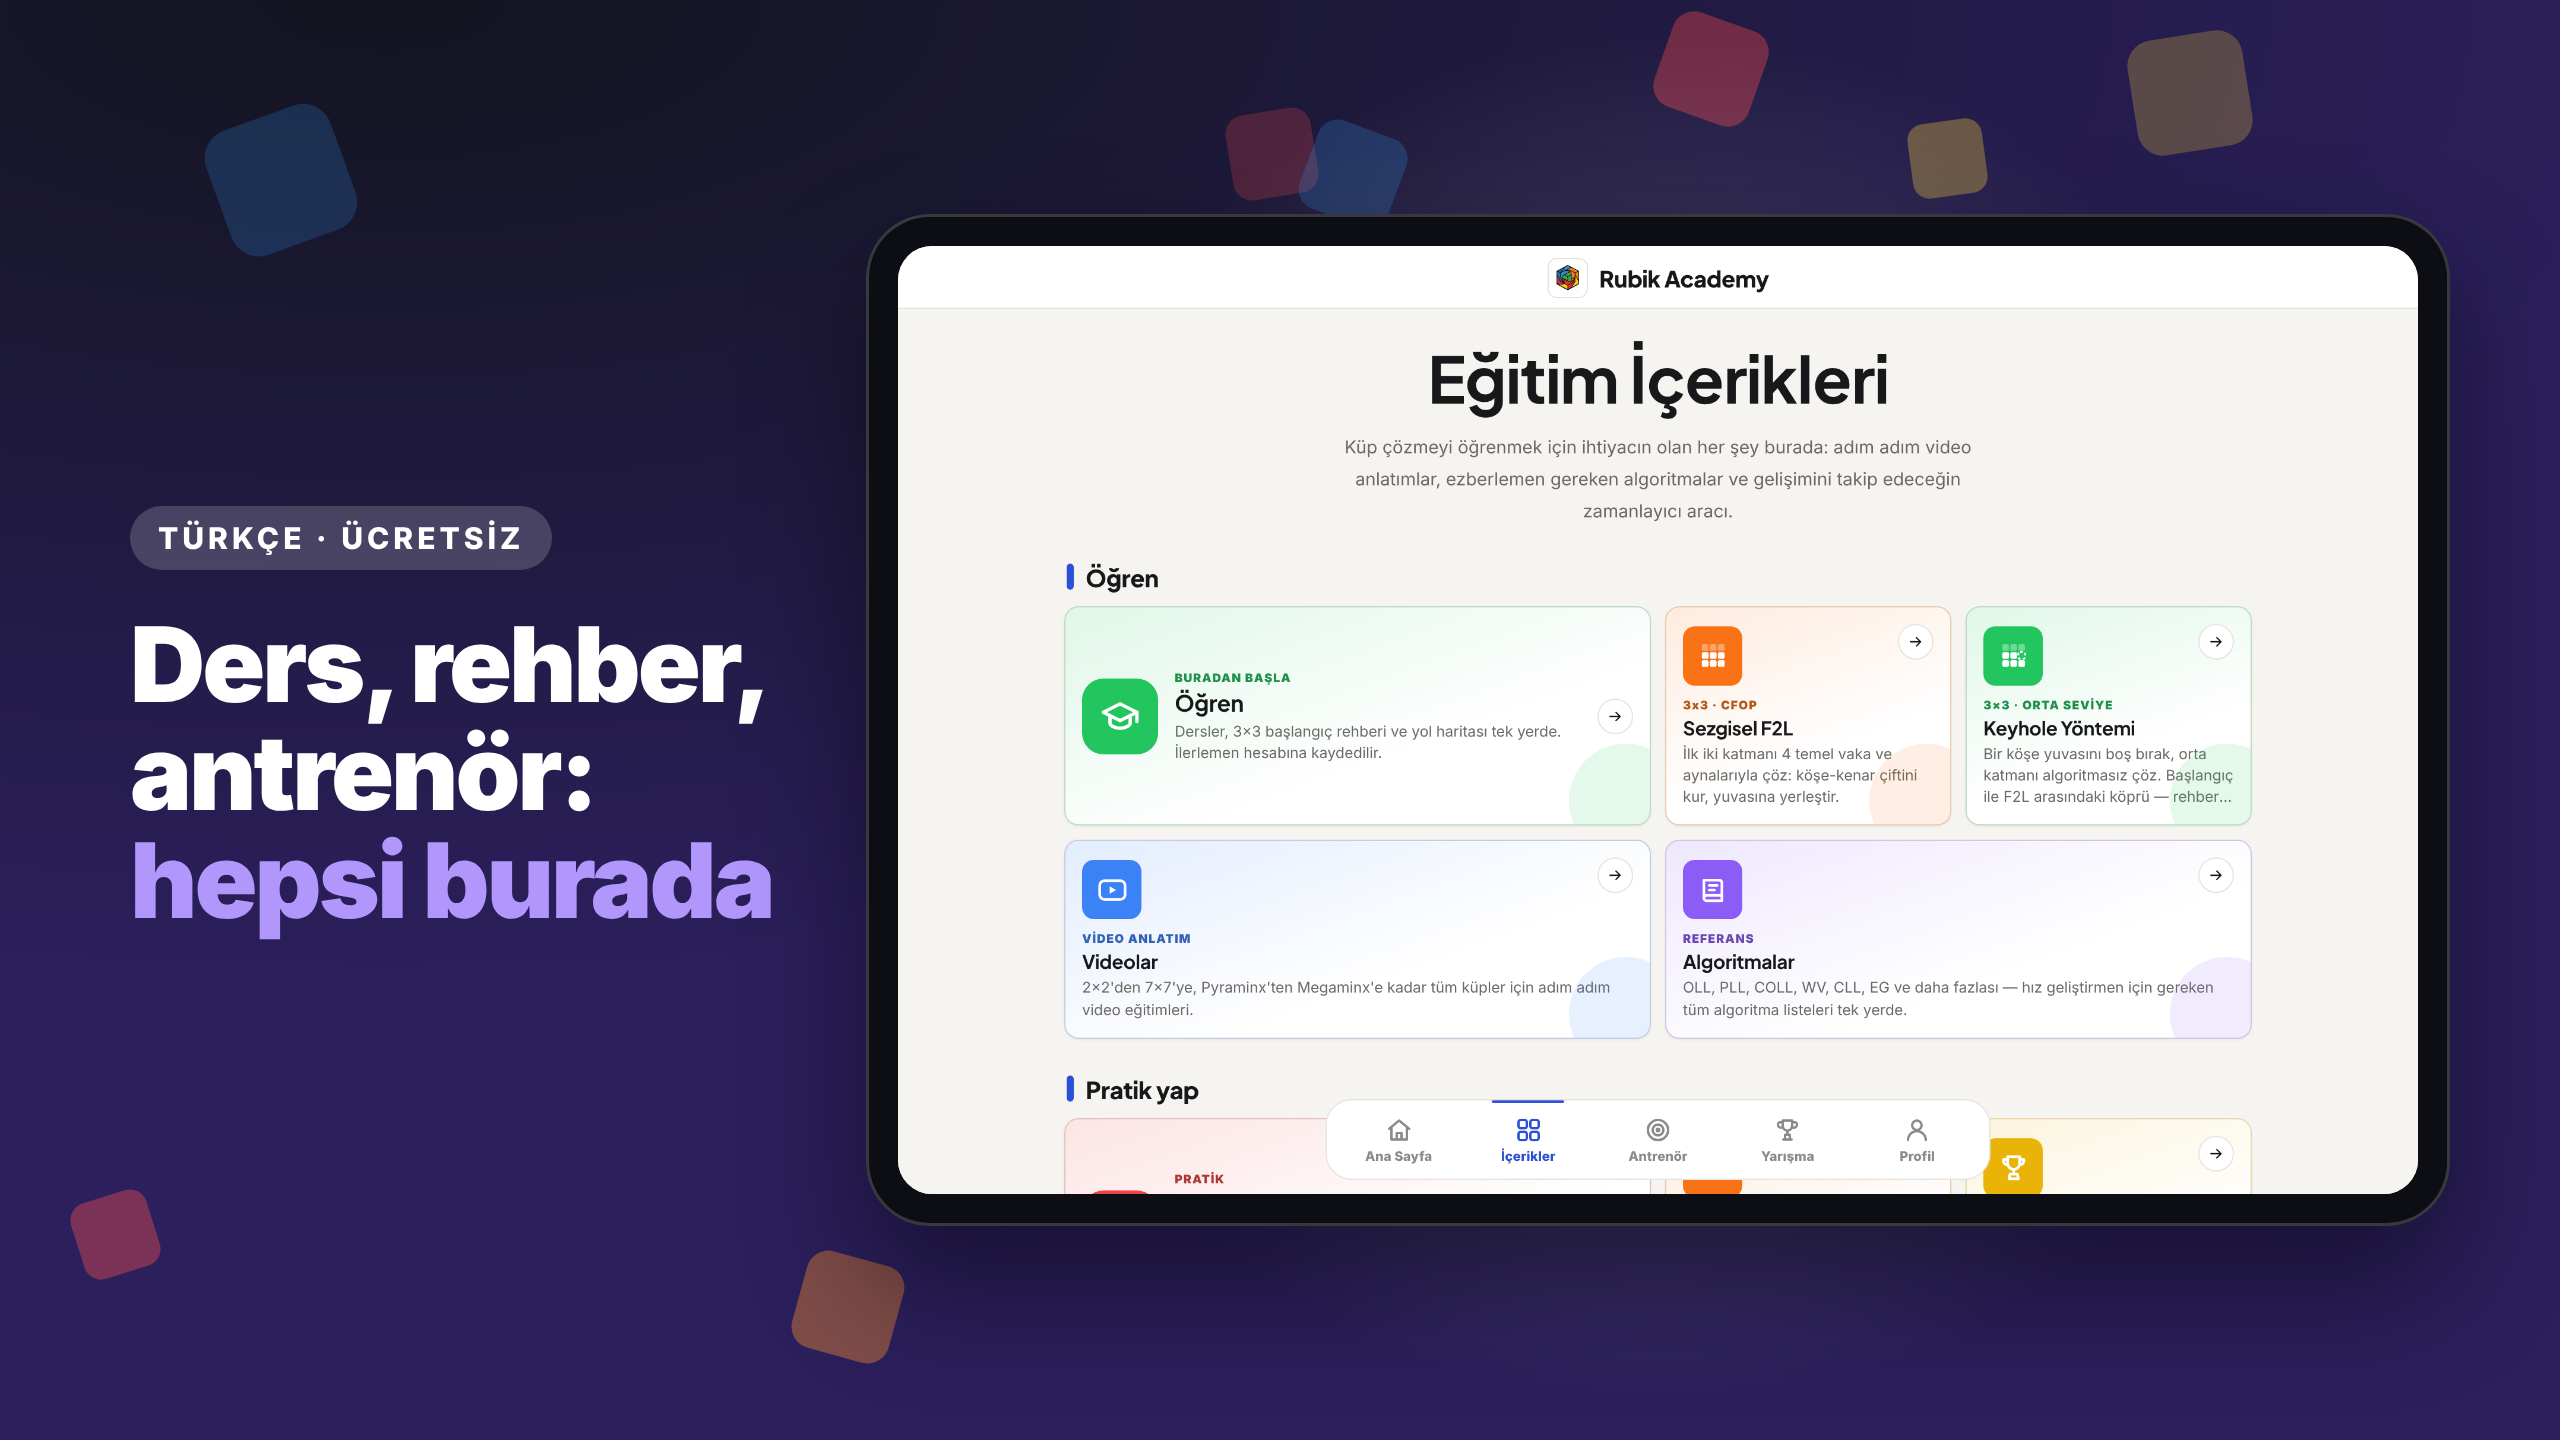 TÜRKÇE · ÜCRETSİZ
Ders, rehber,
antrenör:
hepsi burada
Rubik Academy
Eğitim İçerikleri
Küp çözmeyi öğrenmek için ihtiyacın olan her şey burada: adım adım video
anlatımlar, ezberlemen gereken algoritmalar ve gelişimini takip edeceğin
zamanlayıcı aracı.
Öğren
BURADAN BAŞLA
Öğren
Dersler, 3×3 başlangıç rehberi ve yol haritası tek yerde.
İlerlemen hesabına kaydedilir.
3x3 · CFOP
Sezgisel F2L
İlk iki katmanı 4 temel vaka ve
aynalarıyla çöz: köşe-kenar çiftini
kur, yuvasına yerleştir.
3×3 · ORTA SEVİYE
Keyhole Yöntemi
Bir köşe yuvasını boş bırak, orta
katmanı algoritmasız çöz. Başlangıç
ile F2L arasındaki köprü — rehber...
VİDEO ANLATIM
Videolar
2×2'den 7×7'ye, Pyraminx'ten Megaminx'e kadar tüm küpler için adım adım
video eğitimleri.
REFERANS
Algoritmalar
OLL, PLL, COLL, WV, CLL, EG ve daha fazlası — hız geliştirmen için gereken
tüm algoritma listeleri tek yerde.
Pratik yap
PRATİK
Ana Sayfa
İçerikler
Antrenör
Yarışma
Profil